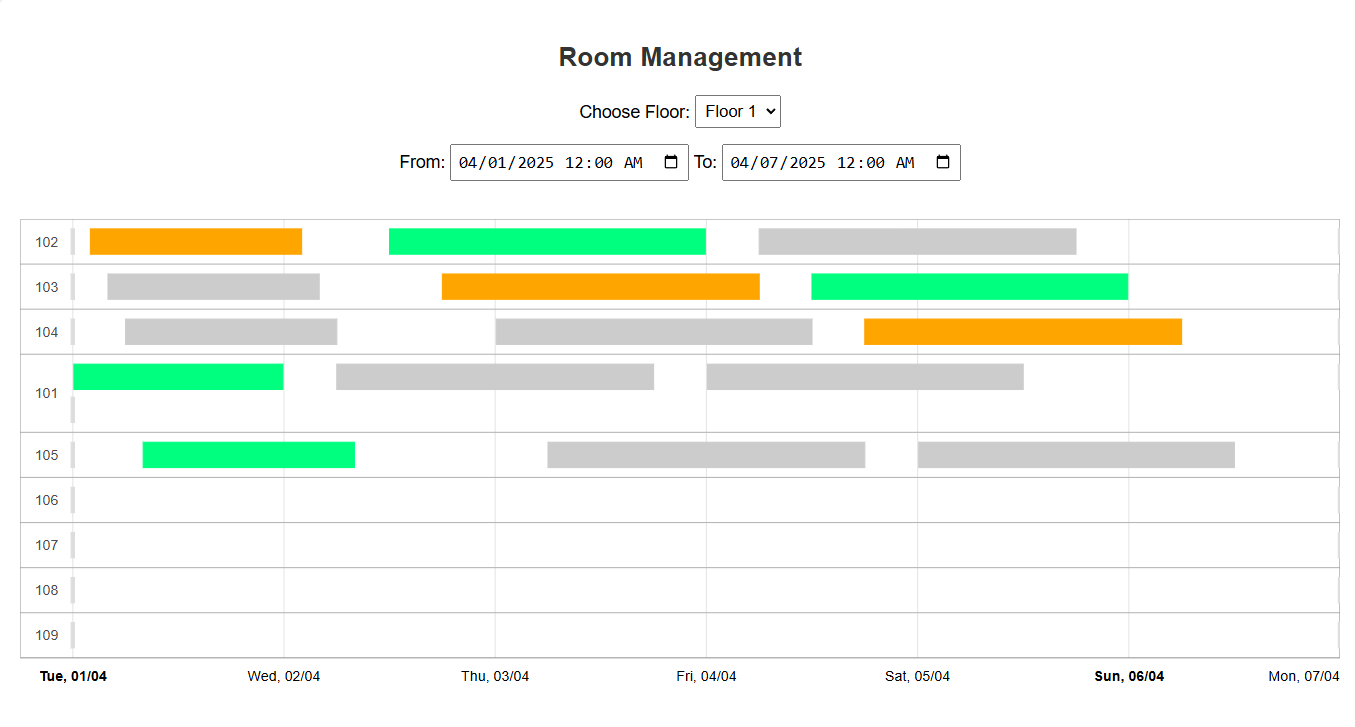 Room Management
Choose Floor: Floor 1
From: 04/01/2025 12:00 AM To: 04/07/2025 12:00 AM
102
103
104
101
105
106
107
108
109
Tue, 01/04 Wed, 02/04 Thu, 03/04 Fri, 04/04 Sat, 05/04 Sun, 06/04 Mon, 07/04